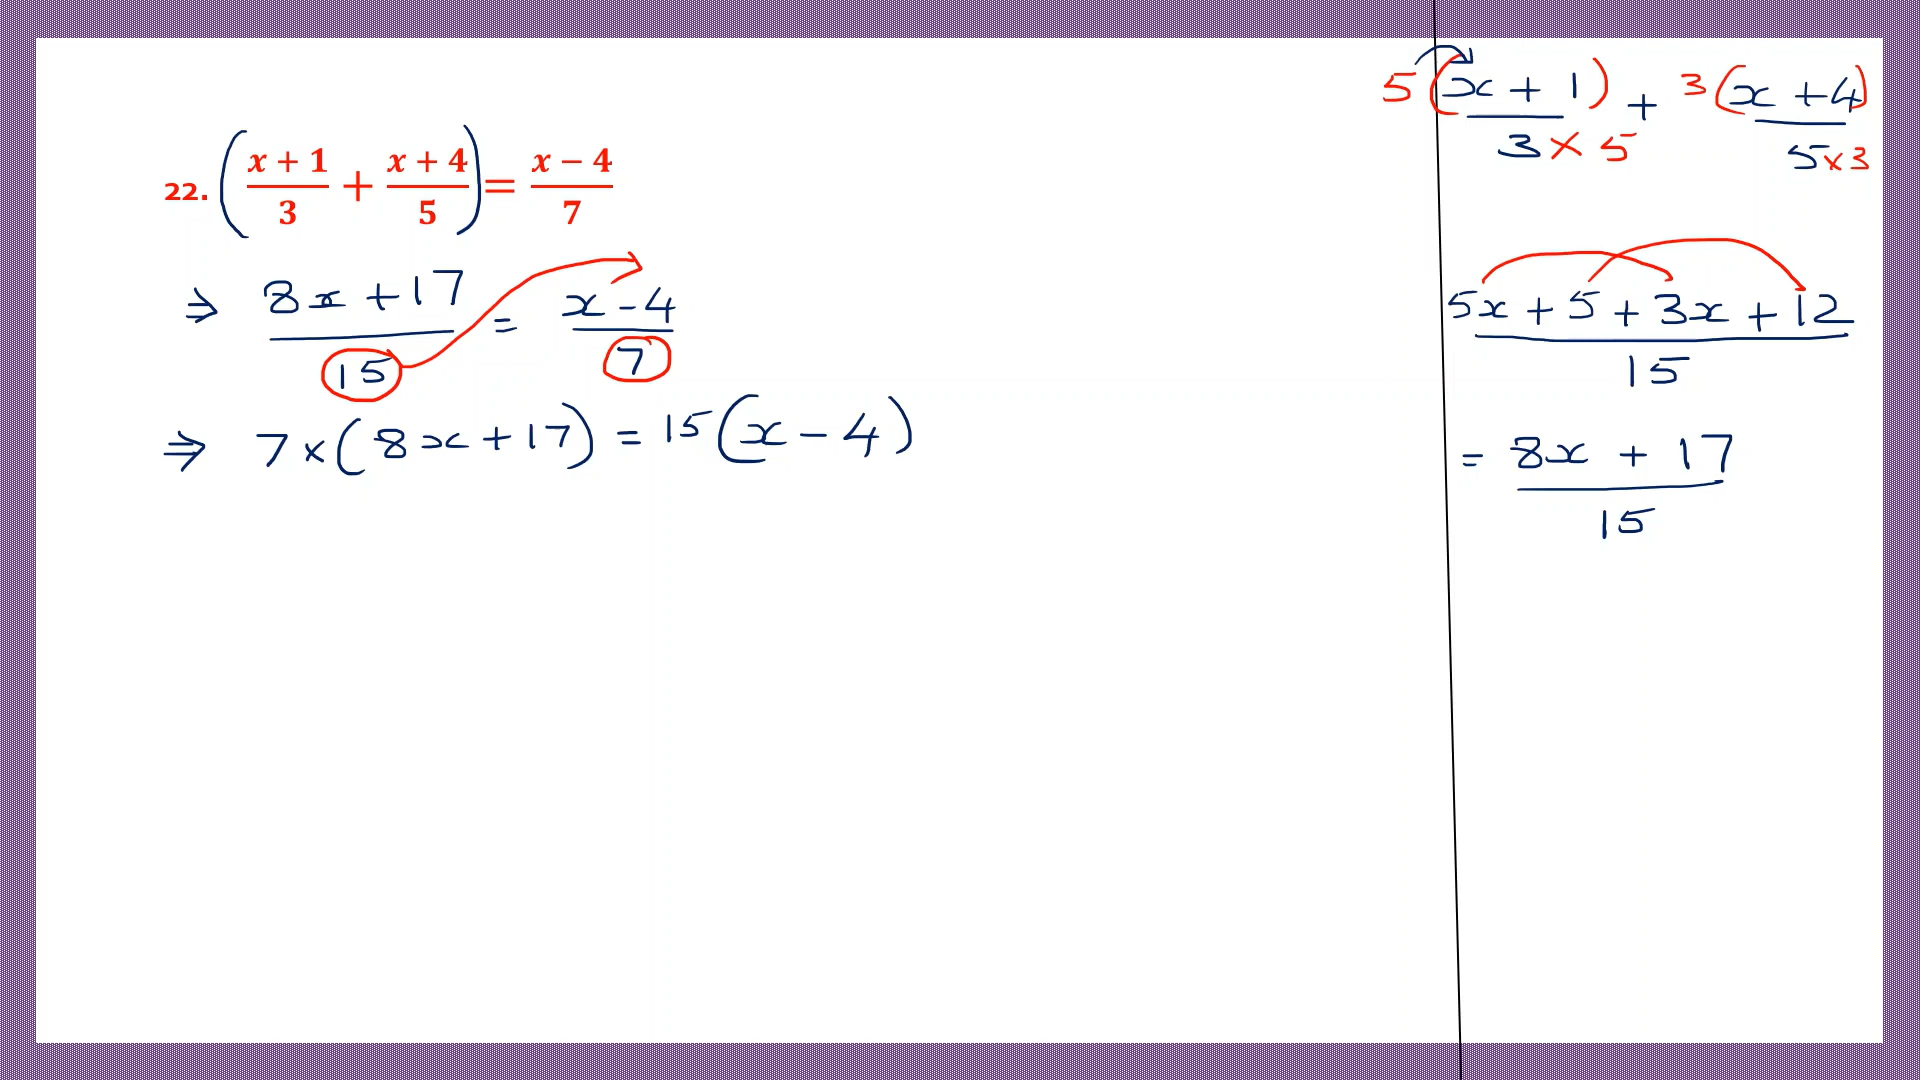 22. (x + 1/3 + x + 4/5) = x − 4/7
⇒ 8x + 17/15 = x - 4/7
⇒ 7 × (8x + 17) = 15 (x - 4)
5 (x + 1)/3 × 5 + 3 (x + 4)/5 × 3
5x + 5 + 3x + 12/15
= 8x + 17/15